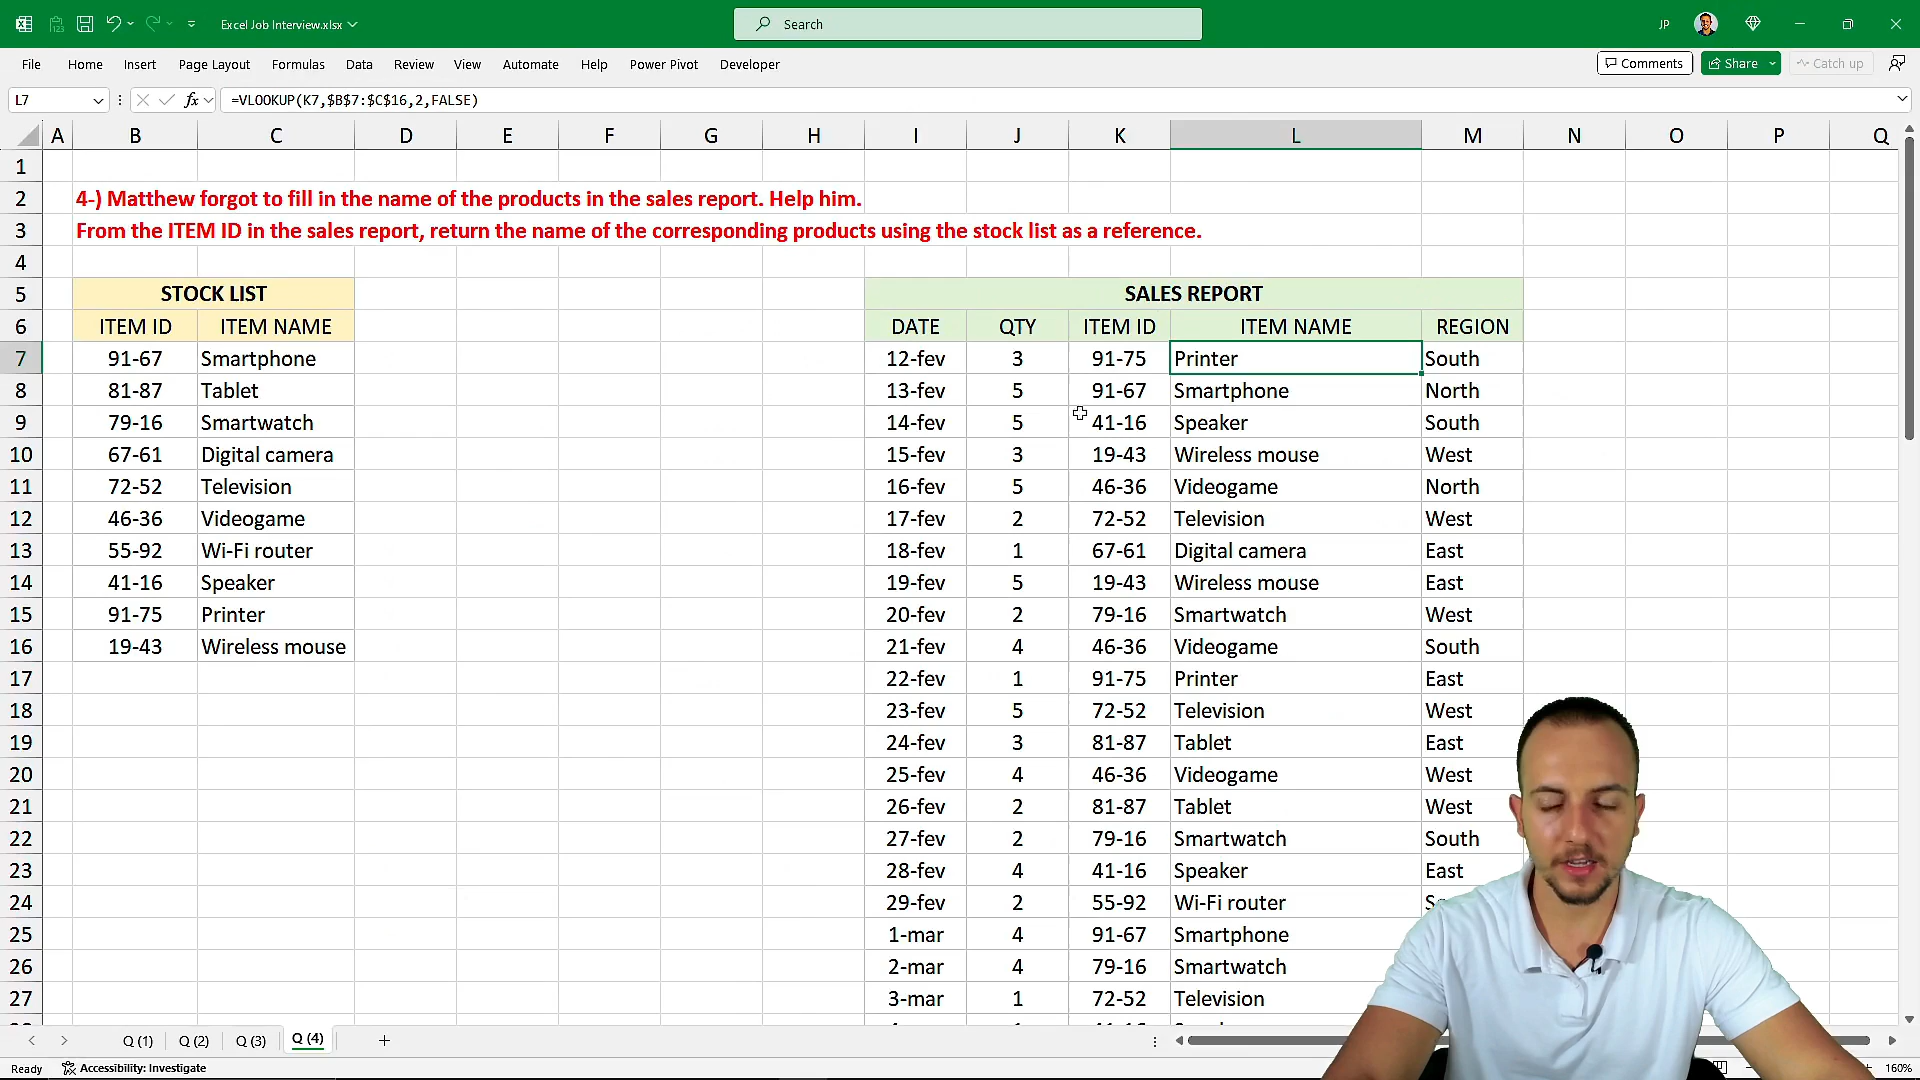 Excel Job Interview.xlsx
Search
JP
File Home Insert Page Layout Formulas Data Review View Automate Help Power Pivot Developer
Comments Share Catch up
L7 fx =VLOOKUP(K7,$B$7:$C$16,2,FALSE)
A B C D E F G H I J K L M N O P Q
1
2 4-) Matthew forgot to fill in the name of the products in the sales report. Help him.
3 From the ITEM ID in the sales report, return the name of the corresponding products using the stock list as a reference.
4
5 STOCK LIST SALES REPORT
6 ITEM ID ITEM NAME DATE QTY ITEM ID ITEM NAME REGION
7 91-67 Smartphone 12-fev 3 91-75 Printer South
8 81-87 Tablet 13-fev 5 91-67 Smartphone North
9 79-16 Smartwatch 14-fev 5 41-16 Speaker South
10 67-61 Digital camera 15-fev 3 19-43 Wireless mouse West
11 72-52 Television 16-fev 5 46-36 Videogame North
12 46-36 Videogame 17-fev 2 72-52 Television West
13 55-92 Wi-Fi router 18-fev 1 67-61 Digital camera East
14 41-16 Speaker 19-fev 5 19-43 Wireless mouse East
15 91-75 Printer 20-fev 2 79-16 Smartwatch West
16 19-43 Wireless mouse 21-fev 4 46-36 Videogame South
17 22-fev 1 91-75 Printer East
18 23-fev 5 72-52 Television West
19 24-fev 3 81-87 Tablet East
20 25-fev 4 46-36 Videogame West
21 26-fev 2 81-87 Tablet West
22 27-fev 2 79-16 Smartwatch South
23 28-fev 4 41-16 Speaker East
24 29-fev 2 55-92 Wi-Fi router
25 1-mar 4 91-67 Smartphone
26 2-mar 4 79-16 Smartwatch
27 3-mar 1 72-52 Television
Q (1) Q (2) Q (3) Q (4)
Ready Accessibility: Investigate 160%